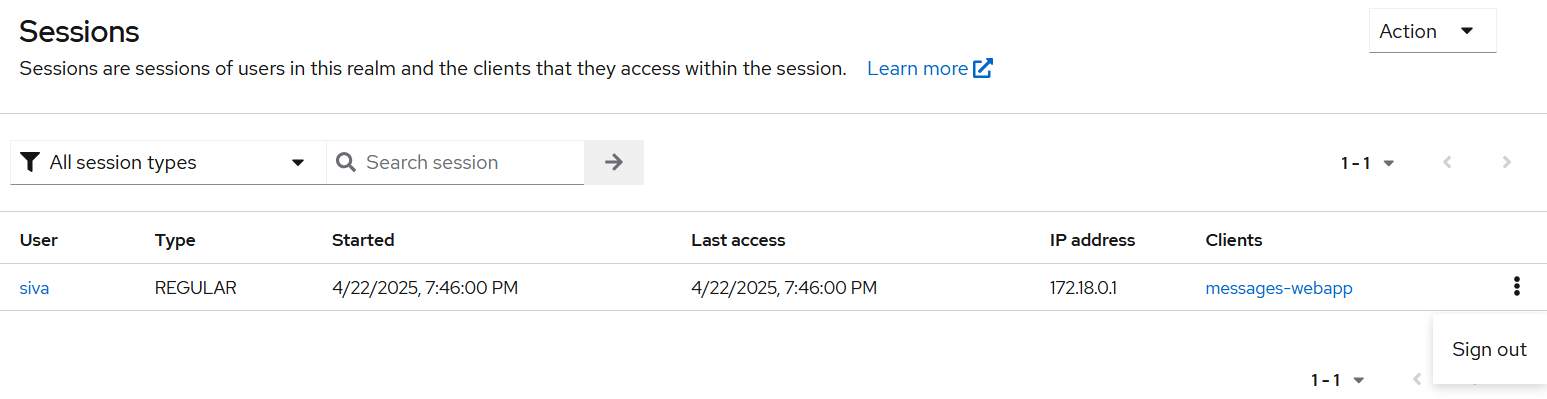 Sessions
Action
Sessions are sessions of users in this realm and the clients that they access within the session. Learn more
All session types
Search session
1 - 1
User Type Started Last access IP address Clients
siva REGULAR 4/22/2025, 7:46:00 PM 4/22/2025, 7:46:00 PM 172.18.0.1 messages-webapp
Sign out
1 - 1